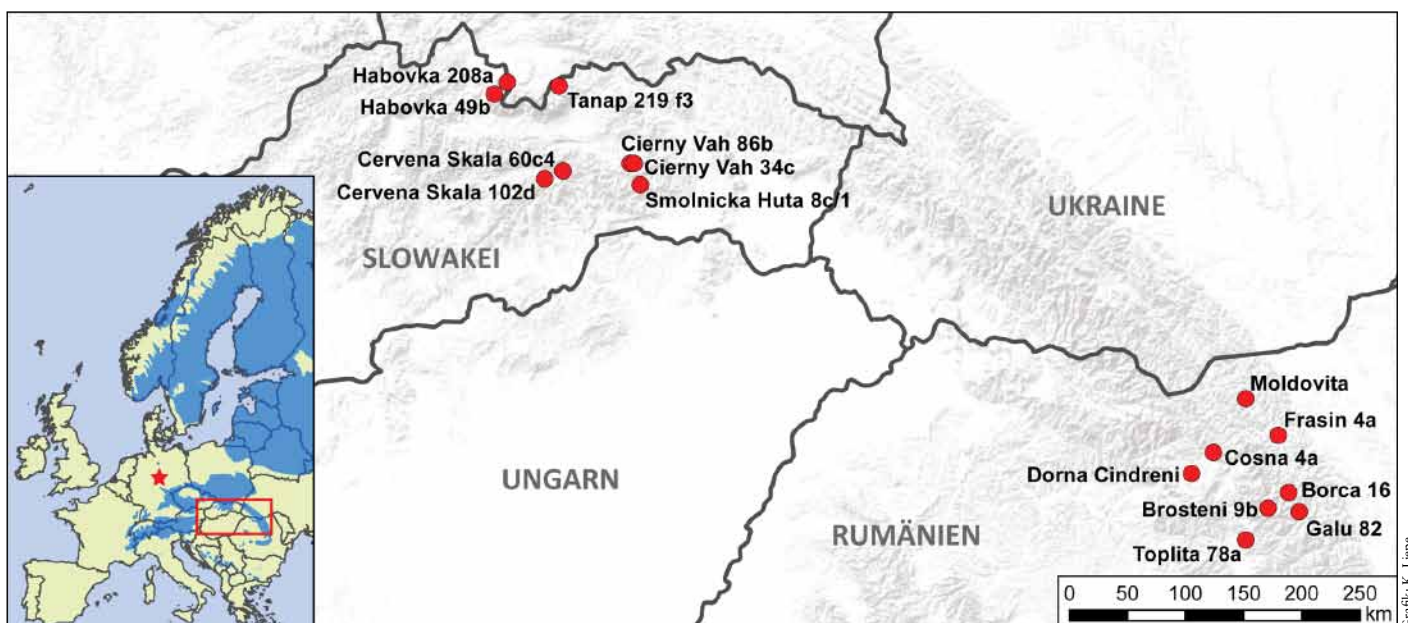 Habovka 208a
Habovka 49b
Tanap 219 f3
Cierny Vah 86b
Cervena Skala 60c4
Cierny Vah 34c
Cervena Skala 102d
Smolnicka Huta 8c/1
UKRAINE
SLOWAKEI
Moldovita
Frasin 4a
Cosna 4a
Dorna Cindreni
UNGARN
Borca 16
Brosteni 9b
Galu 82
RUMÄNIEN
Toplita 78a
0 50 100 150 200 250
km
Grafik: K. Liepe